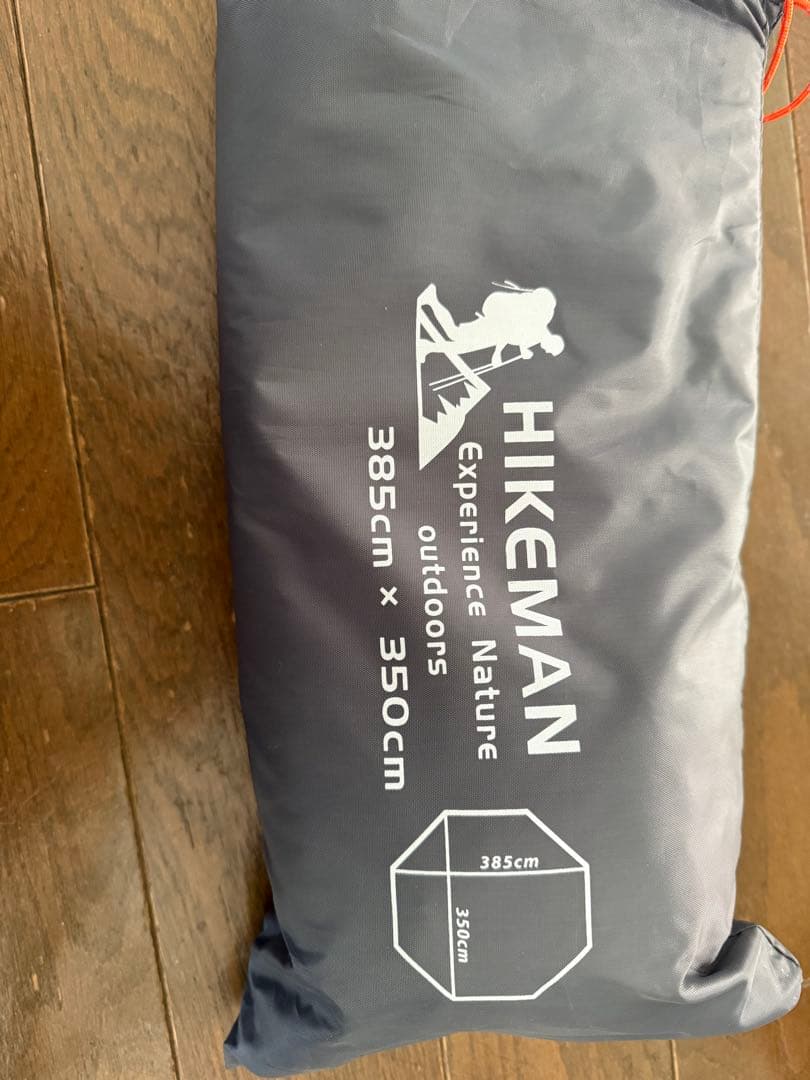 HIKEMAN
Experience Nature
outdoors
385cm × 350cm
385cm
350cm